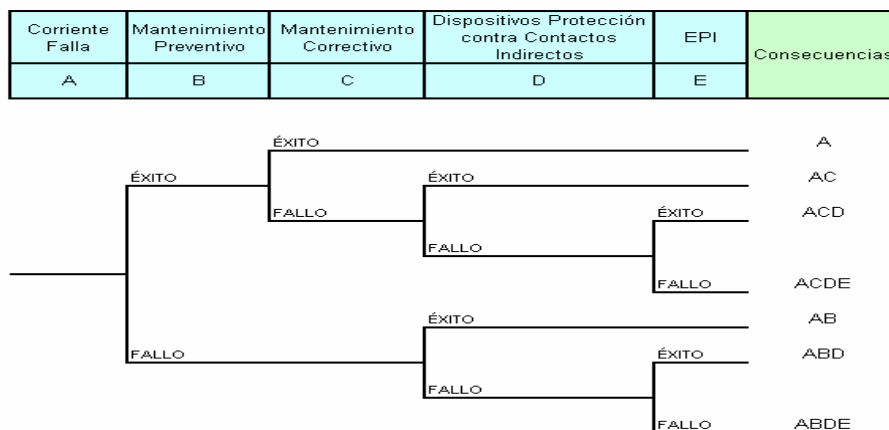 Corriente
Falla
Mantenimiento
Preventivo
Mantenimiento
Correctivo
Dispositivos Protección
contra Contactos
Indirectos
EPI
Consecuencias
A
B
C
D
E
ÉXITO
A
ÉXITO
ÉXITO
AC
FALLO
ÉXITO
ACD
FALLO
FALLO
ACDE
ÉXITO
AB
FALLO
ÉXITO
ABD
FALLO
FALLO
ABDE